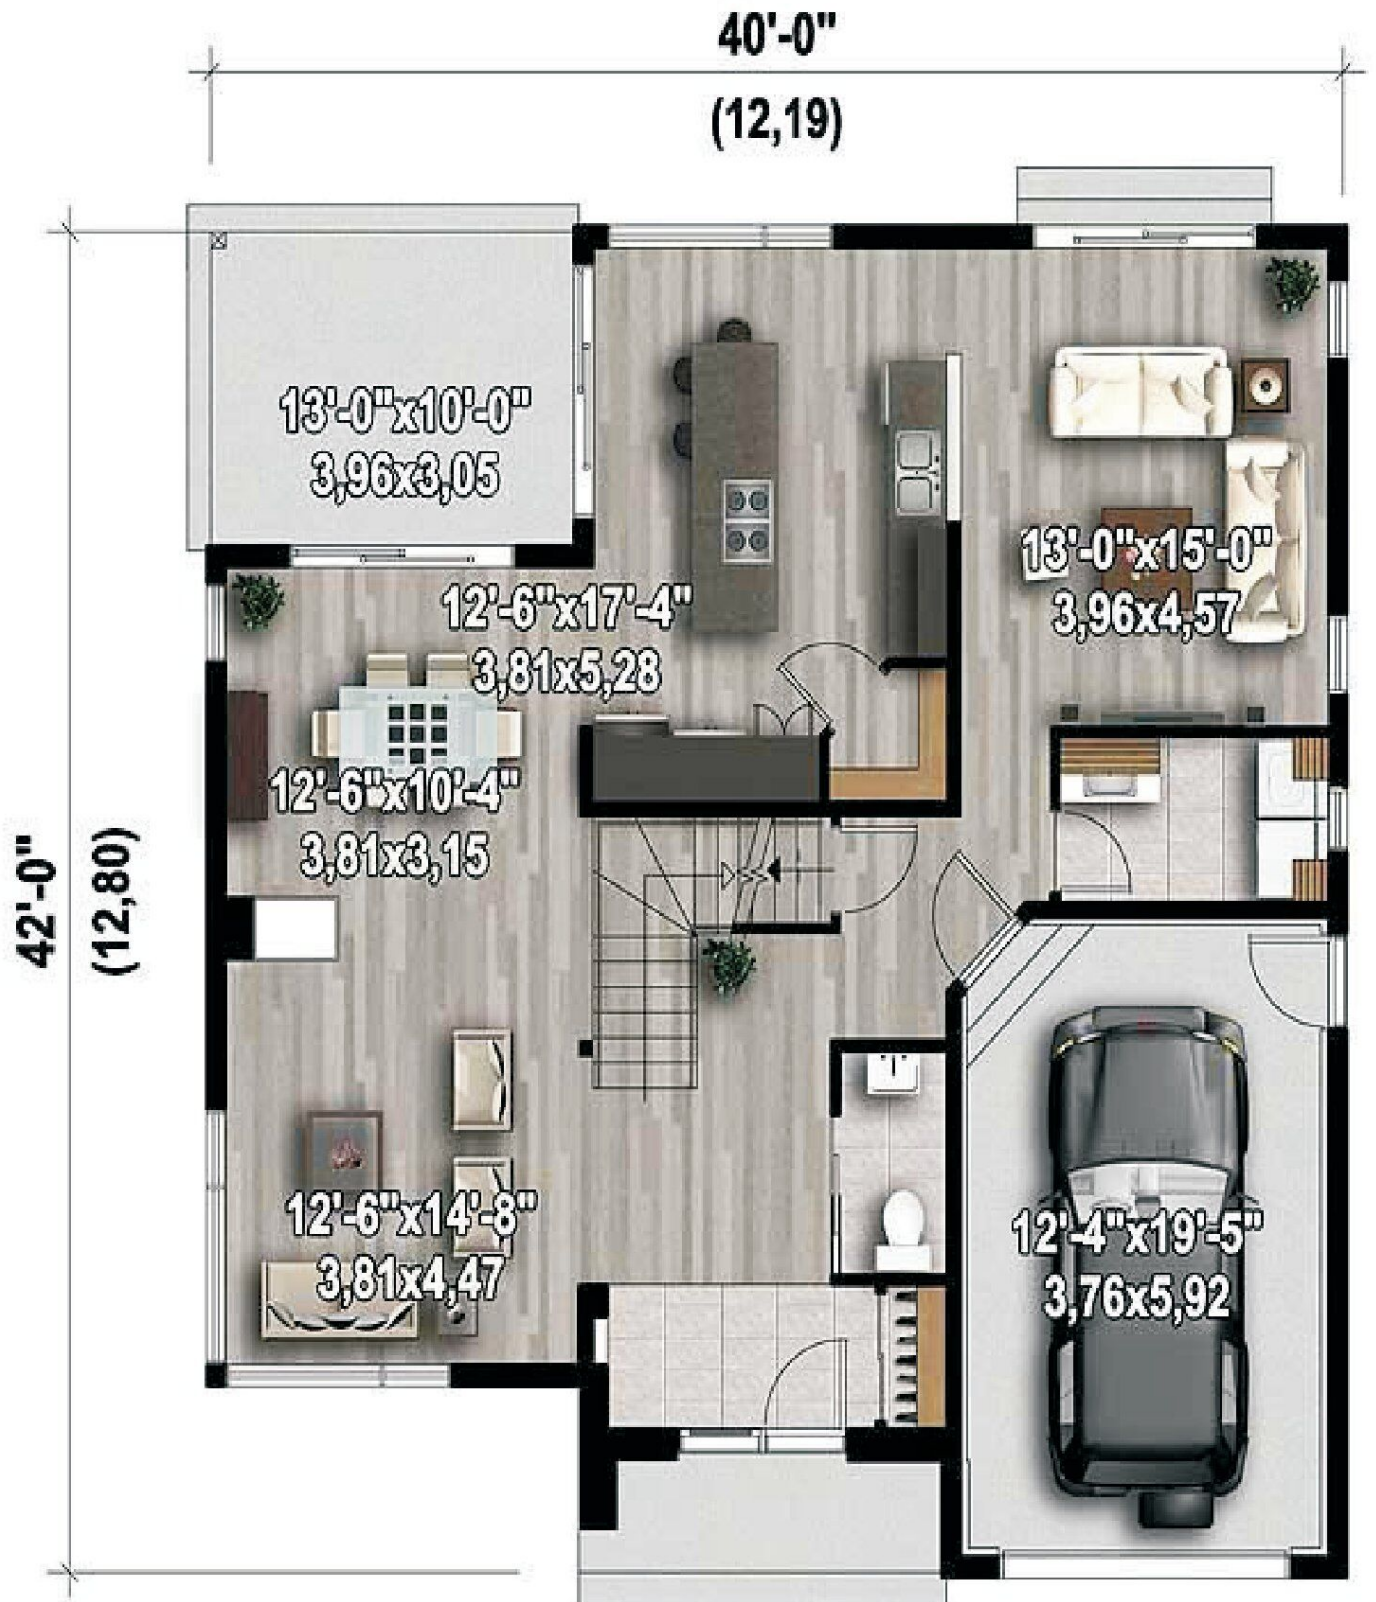 40'-0"
(12,19)
13'-0"x10'-0"
3,96x3,05
13'-0"x15'-0"
3,96x4,57
12'-6"x17'-4"
3,81x5,28
12'-6"x10'-4"
3,81x3,15
42'-0"
(12,80)
12'-6"x14'-8"
3,81x4,47
12'-4"x19'-5"
3,76x5,92